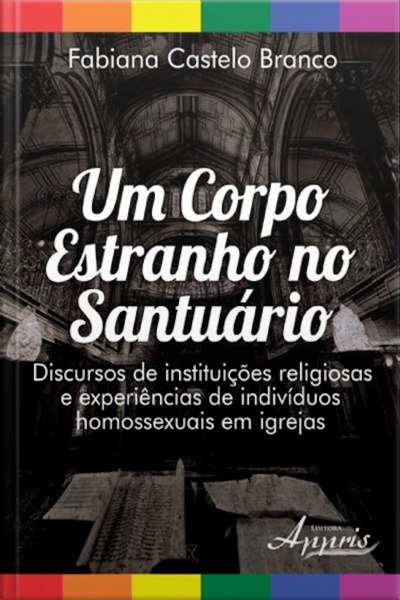 Fabiana Castelo Branco
Um Corpo
Estranho no
Santuário
Discursos de instituições religiosas
e experiências de indivíduos
homossexuais em igrejas
EDITORA
Appris